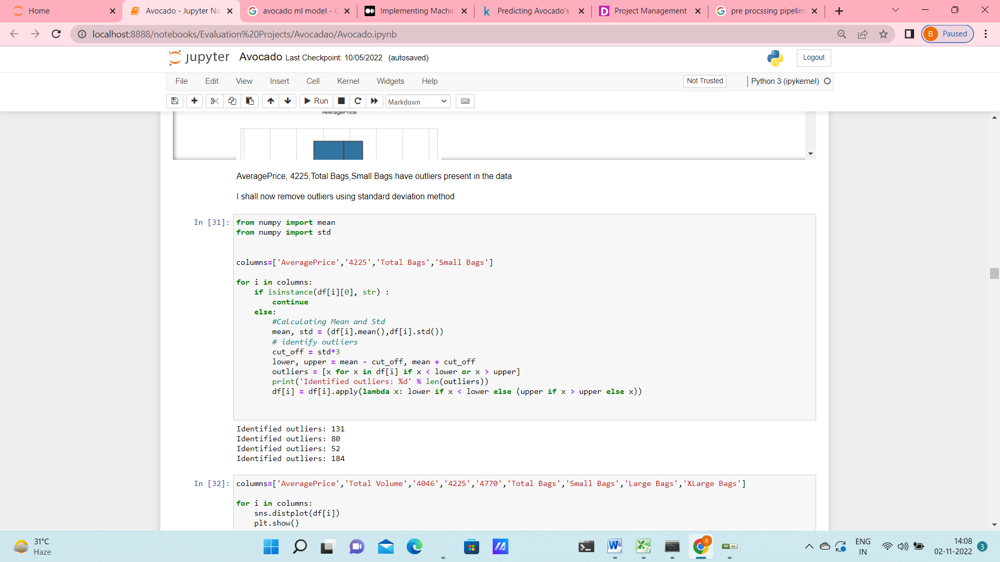 Home
Avocado - Jupyter No
avocado ml model - G
Implementing Machin
Predicting Avocado's
Project Management
pre procssing pipeline
localhost:8888/notebooks/Evaluation%20Projects/Avocadao/Avocado.ipynb
B Paused
jupyter Avocado Last Checkpoint: 10/05/2022 (autosaved)
Logout
File Edit View Insert Cell Kernel Widgets Help
Not Trusted
Python 3 (ipykernel)
Run
Markdown
AveragePrice
AveragePrice, 4225,Total Bags,Small Bags have outliers present in the data
I shall now remove outliers using standard deviation method
In [31]: from numpy import mean
from numpy import std
columns=['AveragePrice','4225','Total Bags','Small Bags']
for i in columns:
if isinstance(df[i][0], str) :
continue
else:
#Calculating Mean and Std
mean, std = (df[i].mean(),df[i].std())
# identify outliers
cut_off = std*3
lower, upper = mean - cut_off, mean + cut_off
outliers = [x for x in df[i] if x < lower or x > upper]
print('Identified outliers: %d' % len(outliers))
df[i] = df[i].apply(lambda x: lower if x < lower else (upper if x > upper else x))
Identified outliers: 131
Identified outliers: 80
Identified outliers: 52
Identified outliers: 184
In [32]: columns=['AveragePrice','Total Volume','4046','4225','4770','Total Bags','Small Bags','Large Bags','XLarge Bags']
for i in columns:
sns.distplot(df[i])
plt.show()
31°C
Haze
ENG
IN
14:08
02-11-2022
3